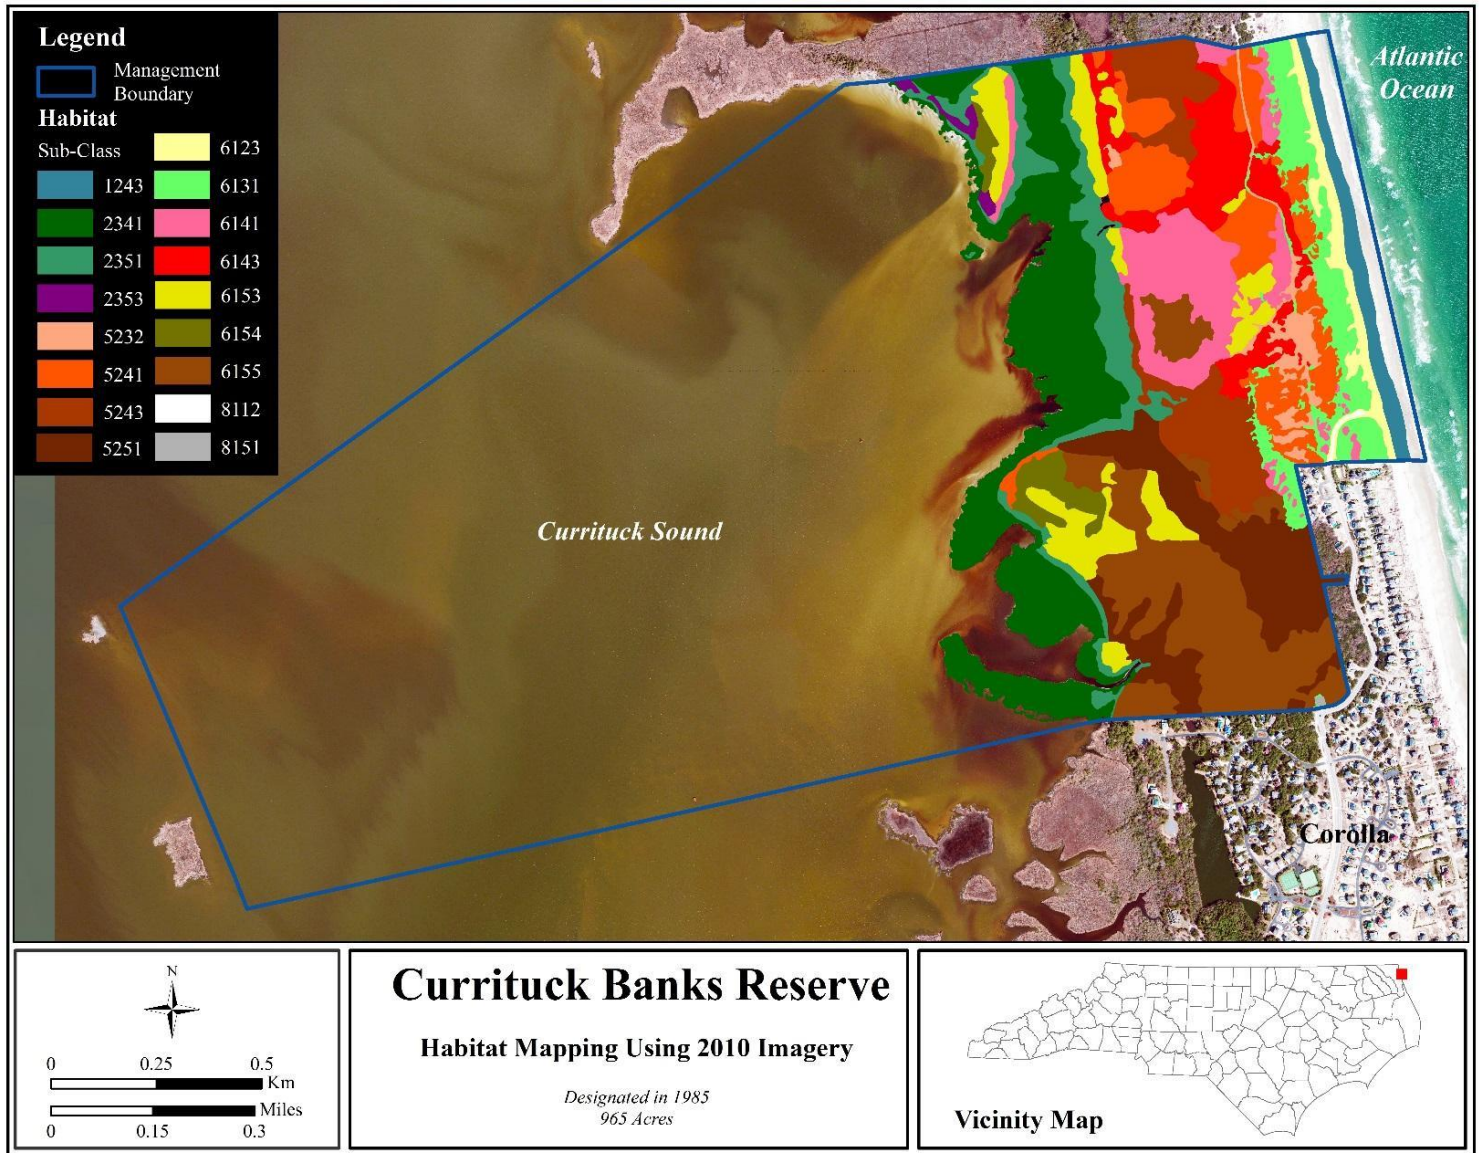 Legend
Management
Boundary
Habitat
Sub-Class
1243
2341
2351
2353
5232
5241
5243
5251
6123
6131
6141
6143
6153
6154
6155
8112
8151
Atlantic
Ocean
Currituck Sound
Corolla
N
0 0.25 0.5
Km
Miles
0 0.15 0.3
Currituck Banks Reserve
Habitat Mapping Using 2010 Imagery
Designated in 1985
965 Acres
Vicinity Map